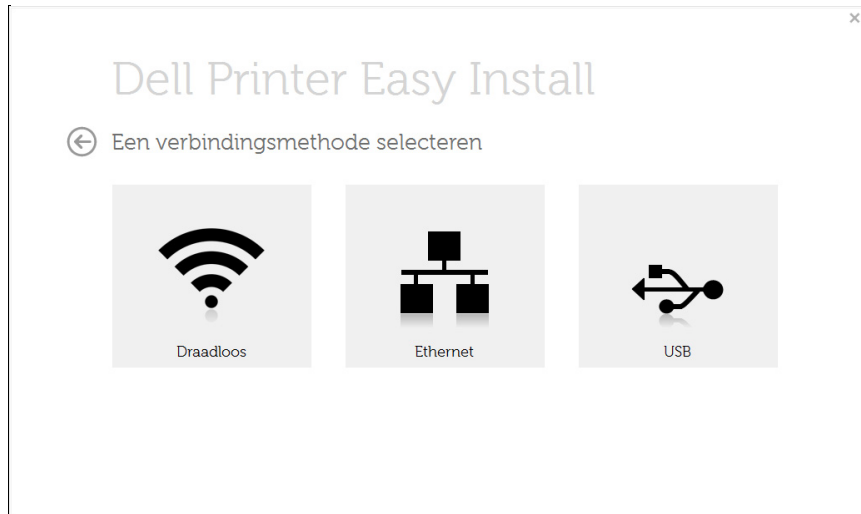 Dell Printer Easy Install
Een verbindingsmethode selecteren
Draadloos
Ethernet
USB